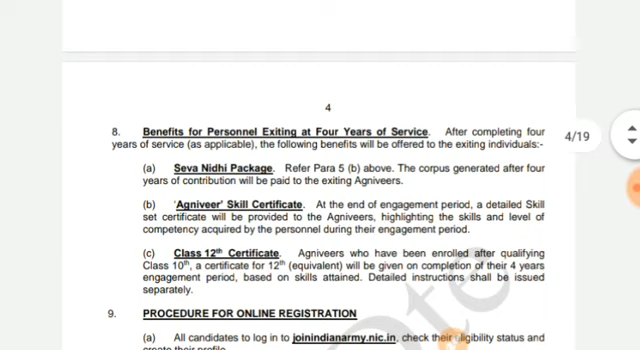 4
8. Benefits for Personnel Exiting at Four Years of Service. After completing four
years of service (as applicable), the following benefits will be offered to the exiting individuals:-
4/19
(a) Seva Nidhi Package. Refer Para 5 (b) above. The corpus generated after four
years of contribution will be paid to the exiting Agniveers.
(b) 'Agniveer' Skill Certificate. At the end of engagement period, a detailed Skill
set certificate will be provided to the Agniveers, highlighting the skills and level of
competency acquired by the personnel during their engagement period.
(c) Class 12th Certificate. Agniveers who have been enrolled after qualifying
Class 10th, a certificate for 12th (equivalent) will be given on completion of their 4 years
engagement period, based on skills attained. Detailed instructions shall be issued
separately.
9. PROCEDURE FOR ONLINE REGISTRATION
(a) All candidates to log in to joinindianarmy.nic.in, check their eligibility status and
create their profile.